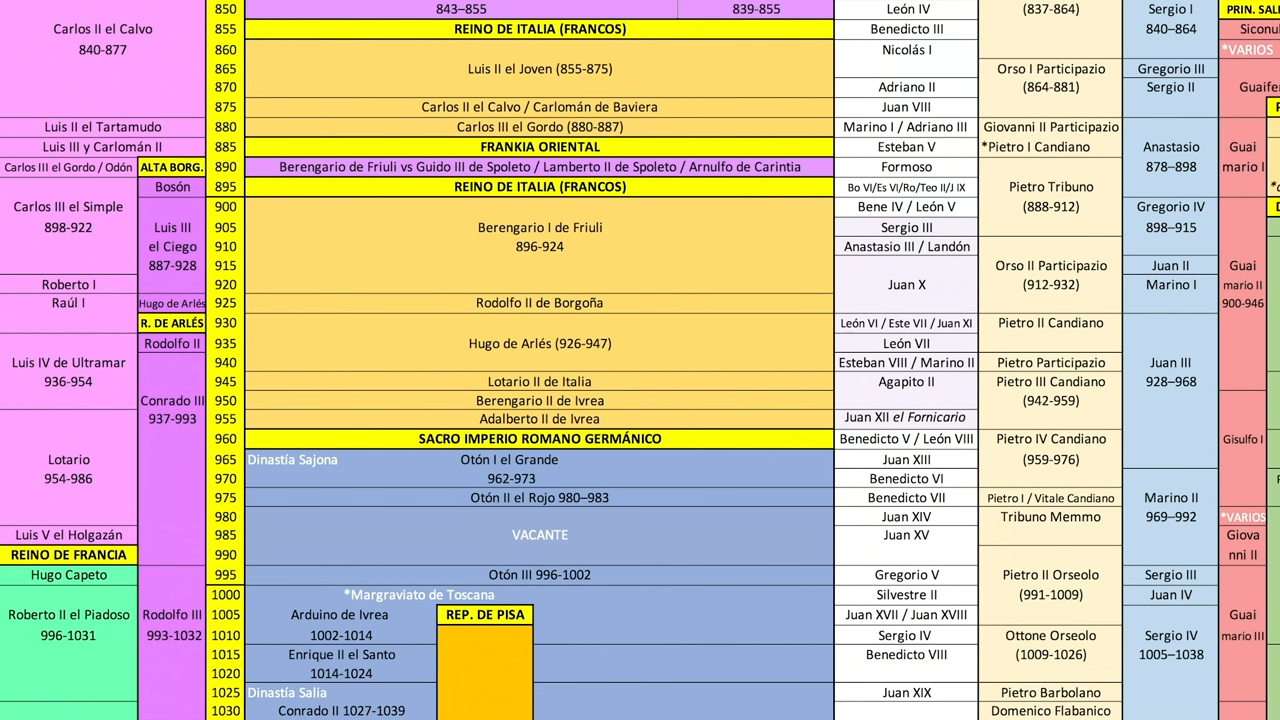 850 843–855 839-855 León IV (837-864) Sergio I PRIN. SAL
Carlos II el Calvo 855 REINO DE ITALIA (FRANCOS) Benedicto III 840–864
840-877 860 Nicolás I *VARIOS
865 Luis II el Joven (855-875) Orso I Participazio Gregorio III
870 Adriano II (864-881) Sergio II
875 Carlos II el Calvo / Carlomán de Baviera Juan VIII
Luis II el Tartamudo 880 Carlos III el Gordo (880-887) Marino I / Adriano III Giovanni II Participazio
Luis III y Carlomán II 885 FRANKIA ORIENTAL Esteban V *Pietro I Candiano Anastasio Guai
Carlos III el Gordo / Odón ALTA BORG. 890 Berengario de Friuli vs Guido III de Spoleto / Lamberto II de Spoleto / Arnulfo de Carintia Formoso 878–898 mario I
Bosón 895 REINO DE ITALIA (FRANCOS) Bo VI/Es VI/Ro/Teo II/J IX Pietro Tribuno
Carlos III el Simple 900 Bene IV / León V (888-912) Gregorio IV
898-922 Luis III 905 Berengario I de Friuli Sergio III 898–915
el Ciego 910 896-924 Anastasio III / Landón
887-928 915 Orso II Participazio Juan II Guai
Roberto I 920 Juan X (912-932) Marino I mario II
Raúl I Hugo de Arlés 925 Rodolfo II de Borgoña 900-946
R. DE ARLÉS 930 León VI / Este VII / Juan XI Pietro II Candiano
Rodolfo II 935 Hugo de Arlés (926-947) León VII
Luis IV de Ultramar 940 Esteban VIII / Marino II Pietro Participazio Juan III
936-954 945 Lotario II de Italia Agapito II Pietro III Candiano 928–968
Conrado III 950 Berengario II de Ivrea (942-959)
937-993 955 Adalberto II de Ivrea Juan XII el Fornicario
960 SACRO IMPERIO ROMANO GERMÁNICO Benedicto V / León VIII Pietro IV Candiano Gisulfo I
Lotario 965 Dinastía Sajona Otón I el Grande Juan XIII (959-976)
954-986 970 962-973 Benedicto VI
975 Otón II el Rojo 980–983 Benedicto VII Pietro I / Vitale Candiano Marino II
980 Juan XIV Tribuno Memmo 969–992 *VARIOS
Luis V el Holgazán 985 VACANTE Juan XV Giova
REINO DE FRANCIA 990 nni II
Hugo Capeto 995 Otón III 996-1002 Gregorio V Pietro II Orseolo Sergio III
1000 *Margraviato de Toscana Silvestre II (991-1009) Juan IV
Roberto II el Piadoso Rodolfo III 1005 Arduino de Ivrea REP. DE PISA Juan XVII / Juan XVIII Guai
996-1031 993-1032 1010 1002-1014 Sergio IV Ottone Orseolo Sergio IV mario III
1015 Enrique II el Santo Benedicto VIII (1009-1026) 1005–1038
1020 1014-1024
1025 Dinastía Salia Juan XIX Pietro Barbolano
1030 Conrado II 1027-1039 Domenico Flabanico